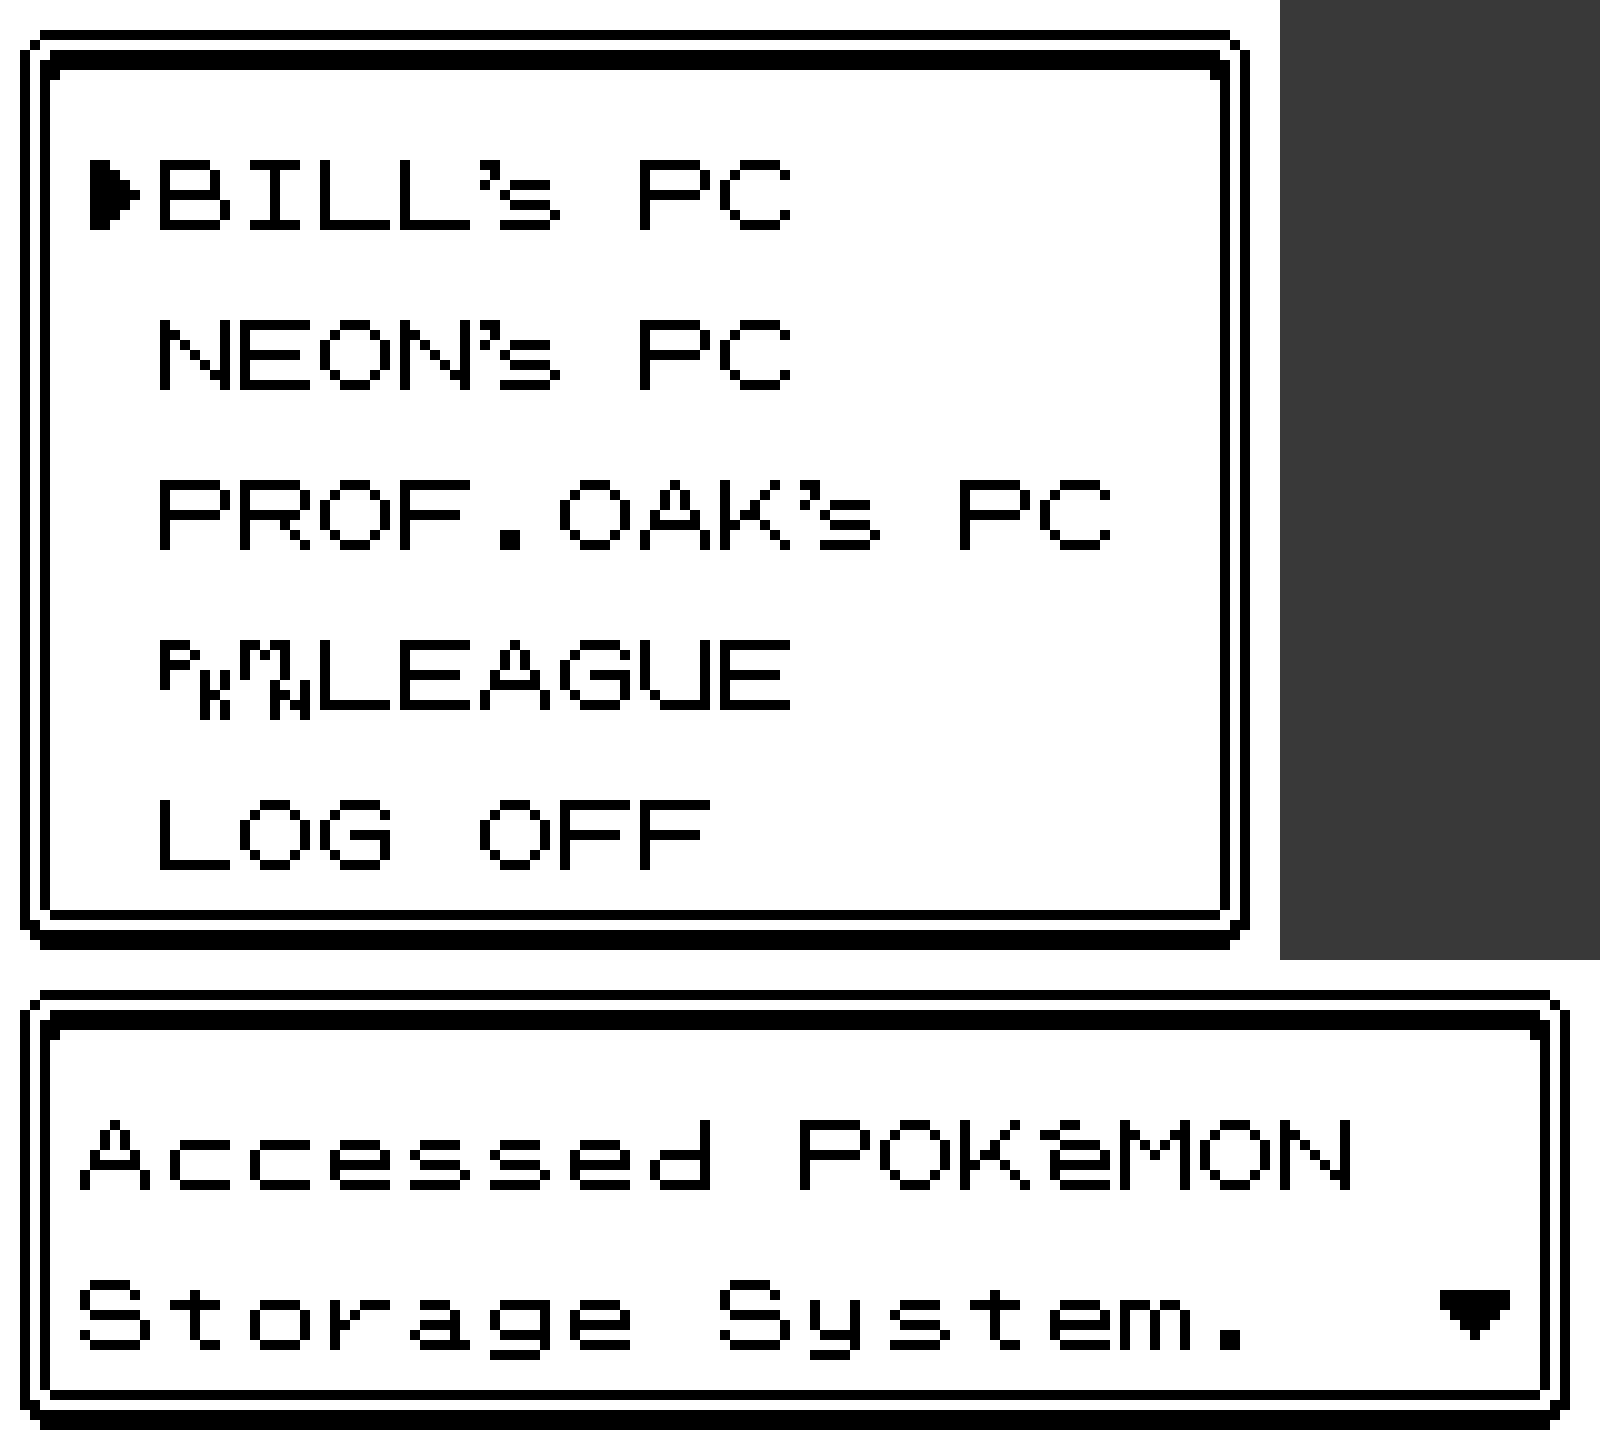 ▶BILL's PC
NEON's PC
PROF.OAK's PC
PKMNLEAGUE
LOG OFF
Accessed POKéMON
Storage System. ▼